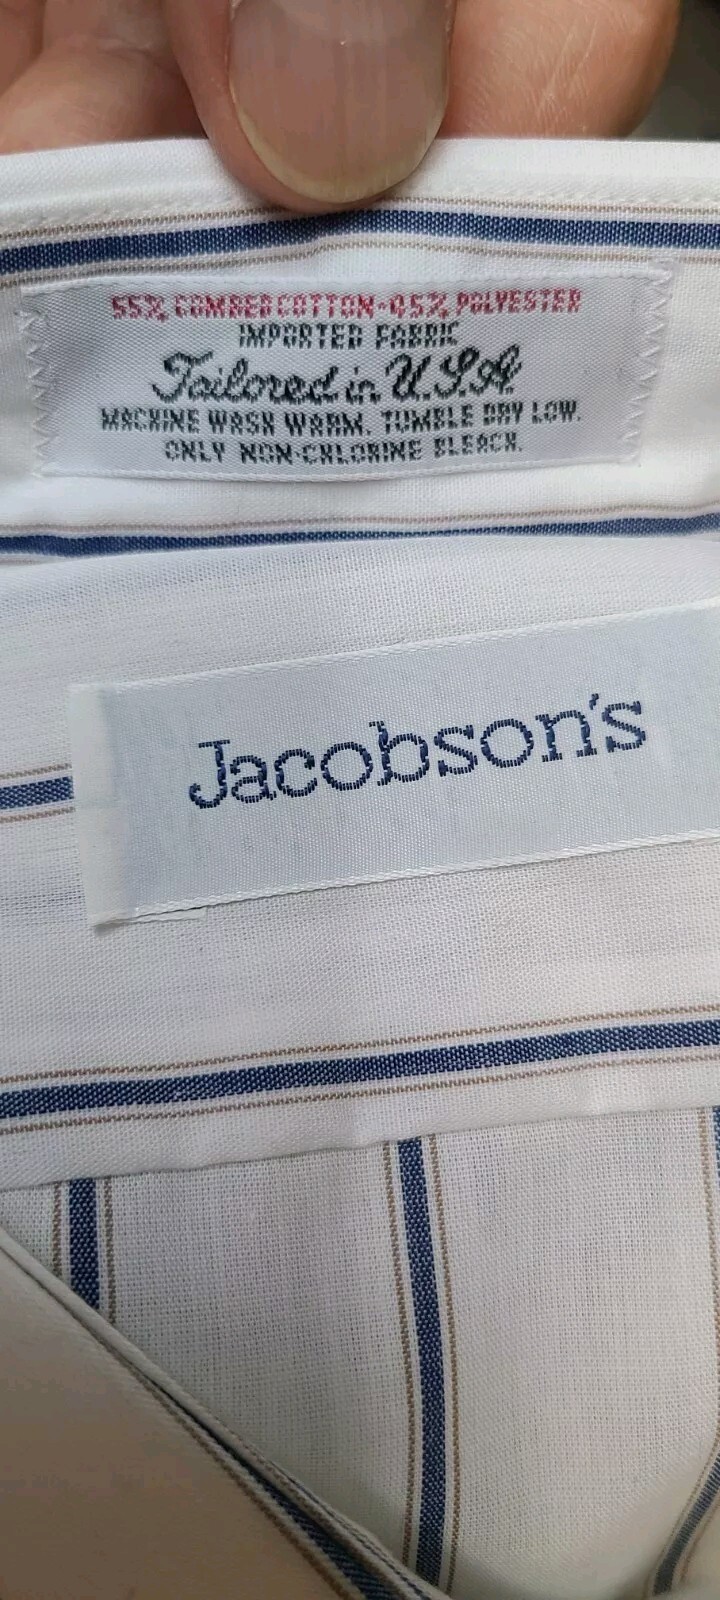 55% COMBED COTTON-45% POLYESTER
IMPORTED FABRIC
Tailored in U.S.A.
MACHINE WASH WARM. TUMBLE DRY LOW.
ONLY NON-CHLORINE BLEACH.
Jacobson's